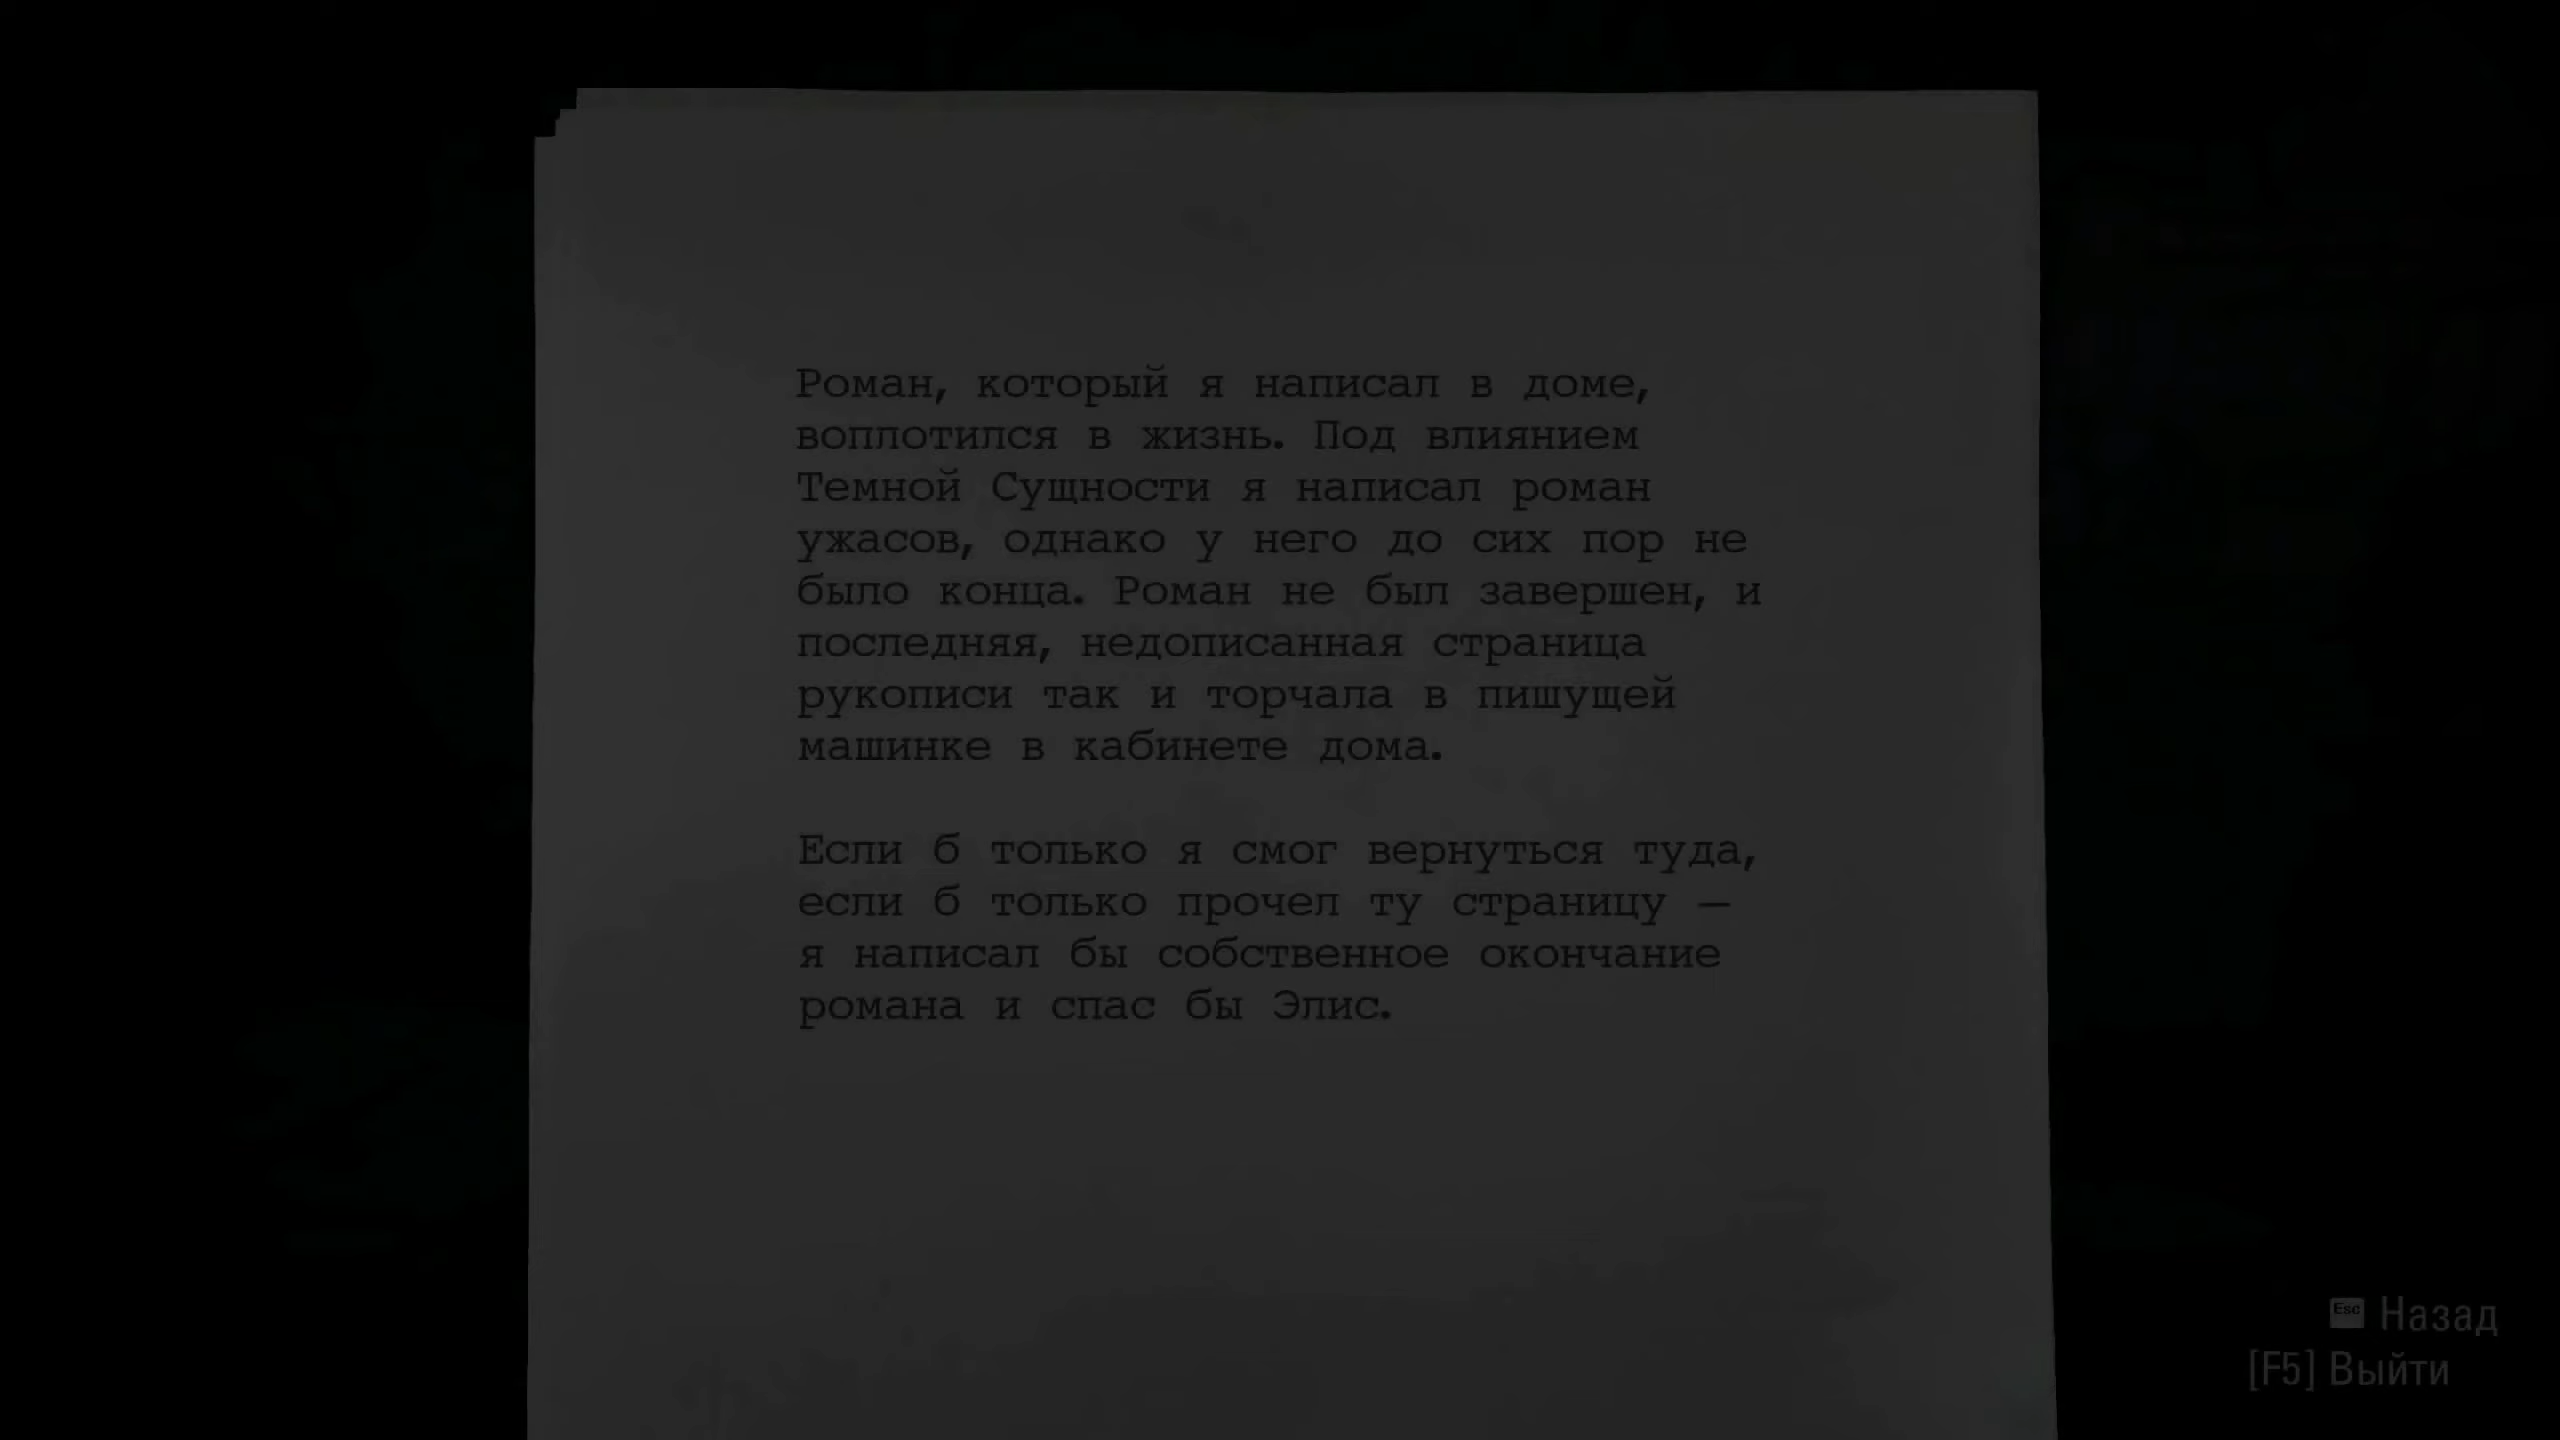 Роман, который я написал в доме,
воплотился в жизнь. Под влиянием
Темной Сущности я написал роман
ужасов, однако у него до сих пор не
было конца. Роман не был завершен, и
последняя, недописанная страница
рукописи так и торчала в пишущей
машинке в кабинете дома.
Если б только я смог вернуться туда,
если б только прочел ту страницу —
я написал бы собственное окончание
романа и спас бы Элис.
Esc Назад
[F5] Выйти